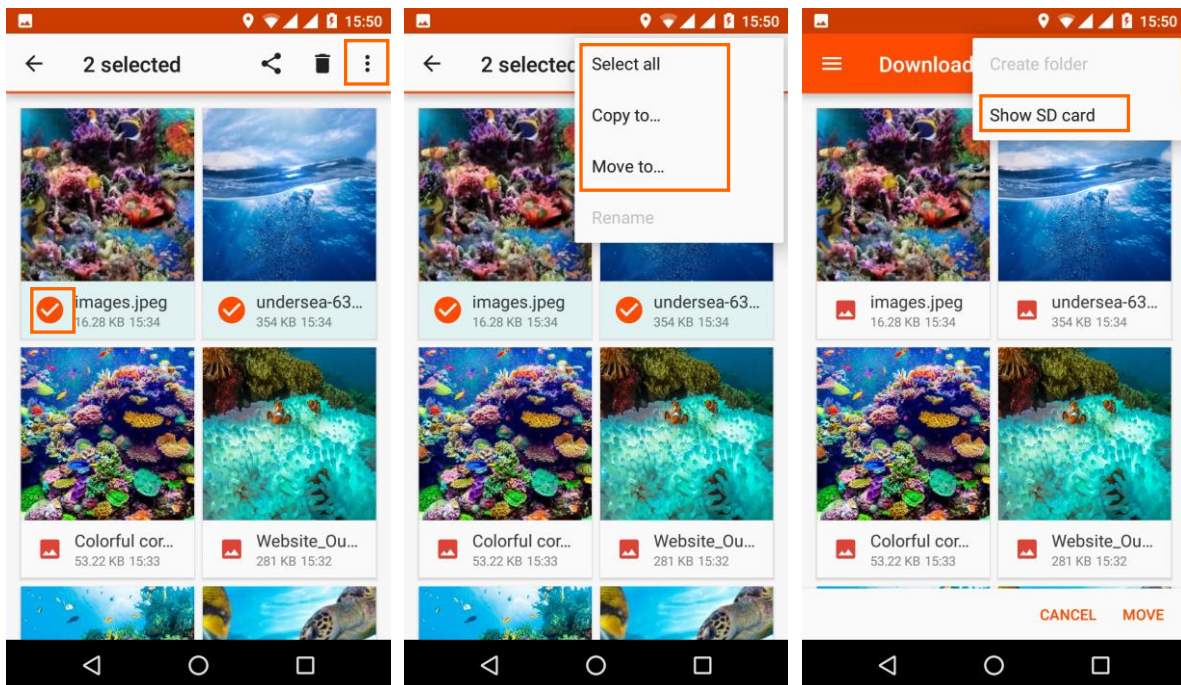 15:50
2 selected
images.jpeg
16.28 KB 15:34
undersea-63...
354 KB 15:34
Colorful cor...
53.22 KB 15:33
Website_Ou...
281 KB 15:32
15:50
2 selected
Select all
Copy to...
Move to...
Rename
images.jpeg
16.28 KB 15:34
undersea-63...
354 KB 15:34
Colorful cor...
53.22 KB 15:33
Website_Ou...
281 KB 15:32
15:50
Download
Create folder
Show SD card
images.jpeg
16.28 KB 15:34
undersea-63...
354 KB 15:34
Colorful cor...
53.22 KB 15:33
Website_Ou...
281 KB 15:32
CANCEL MOVE